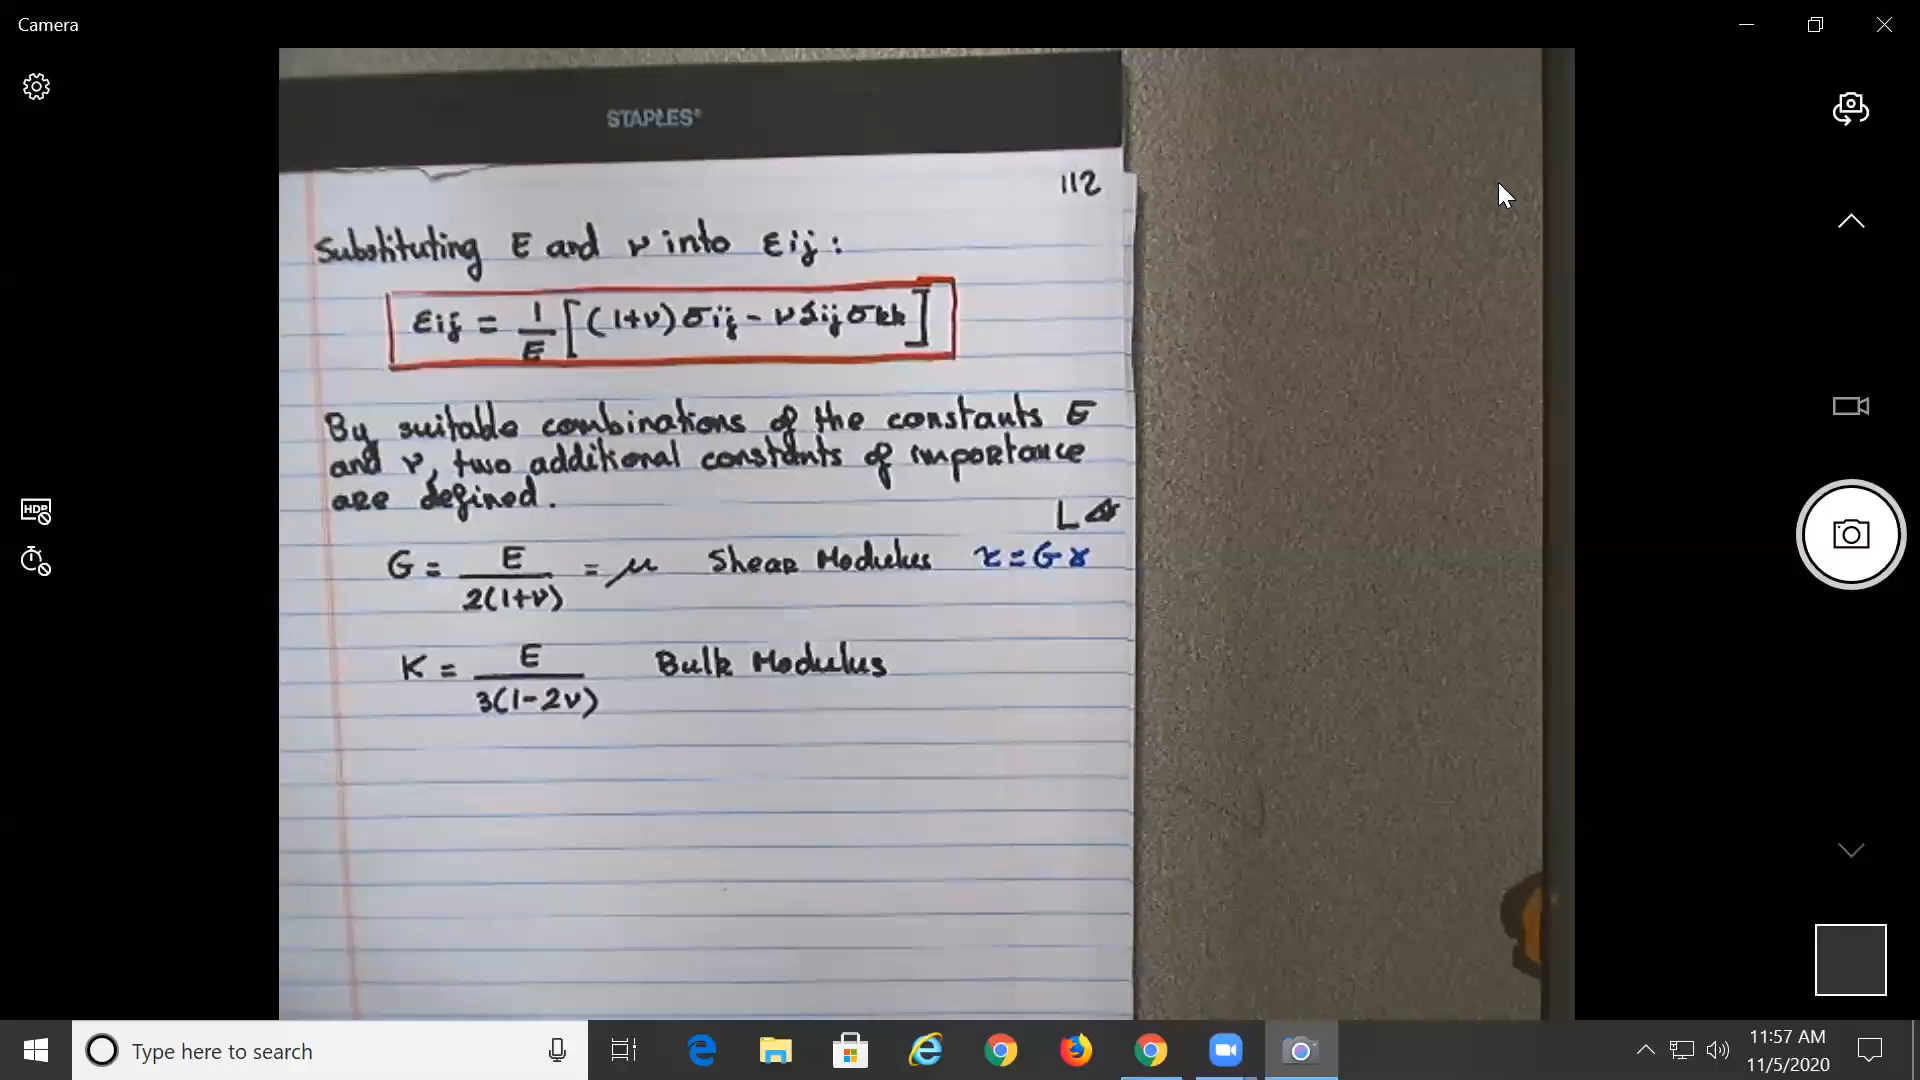 Camera
STAPLES
112
Substituting E and ν into εij:
εij = 1/E [(1+ν)σij - νδijσkk]
By suitable combinations of the constants E
and ν, two additional constants of importance
are defined.
G = E/2(1+ν) = μ Shear Modulus τ = Gγ
K = E/3(1-2ν) Bulk Modulus
HDR
Type here to search
11:57 AM
11/5/2020